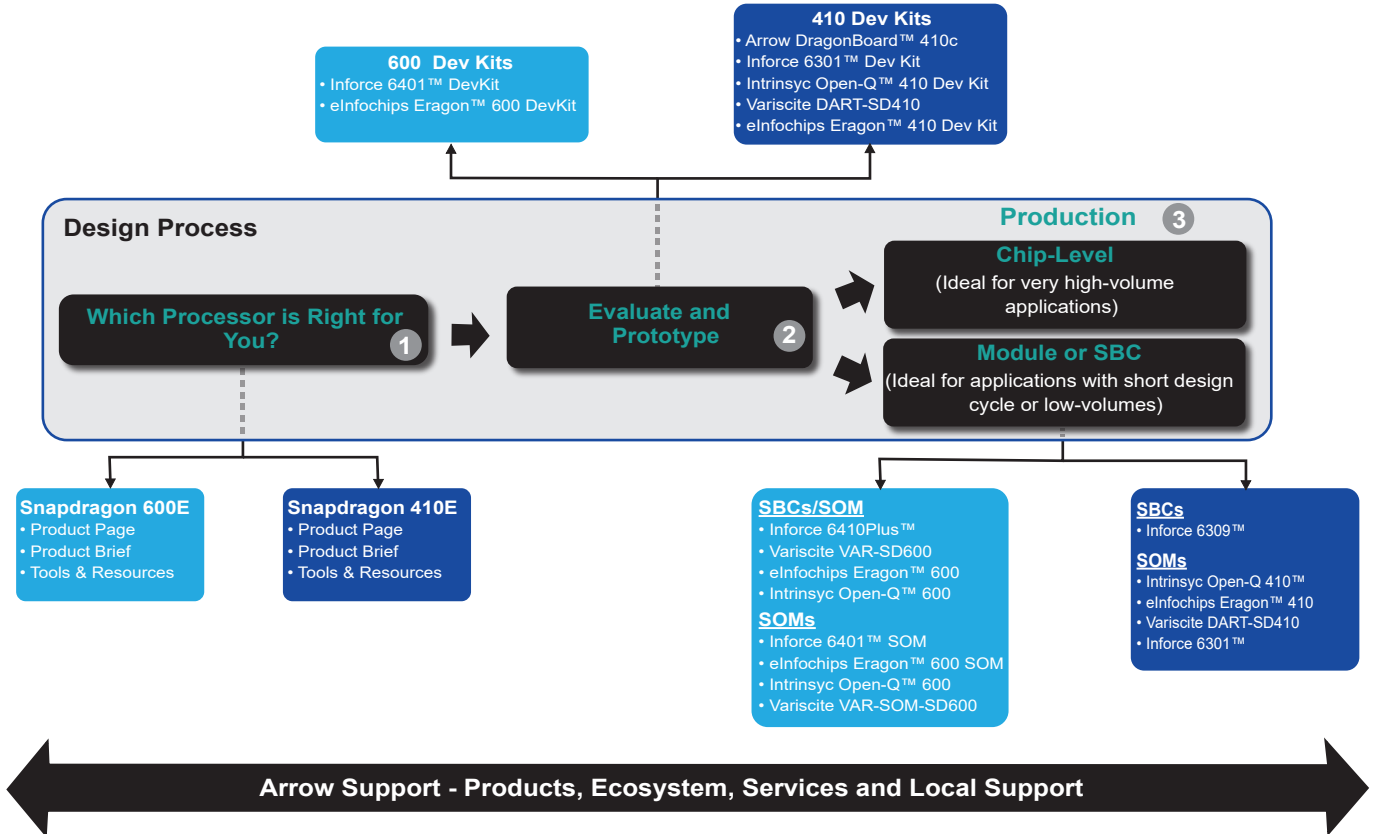 600  Dev Kits
• Inforce 6401™ DevKit
• eInfochips Eragon™ 600 DevKit
410 Dev Kits
• Arrow DragonBoard™ 410c
• Inforce 6301™ Dev Kit
• Intrinsyc Open-Q™ 410 Dev Kit
• Variscite DART-SD410
• eInfochips Eragon™ 410 Dev Kit
Design Process
Which Processor is Right for
You?
1
Evaluate and
Prototype
2
Production
3
Chip-Level
(Ideal for very high-volume
applications)
Module or SBC
(Ideal for applications with short design
cycle or low-volumes)
Snapdragon 600E
• Product Page
• Product Brief
• Tools & Resources
Snapdragon 410E
• Product Page
• Product Brief
• Tools & Resources
SBCs/SOM
• Inforce 6410Plus™
• Variscite VAR-SD600
• eInfochips Eragon™ 600
• Intrinsyc Open-Q™ 600
SOMs
• Inforce 6401™ SOM
• eInfochips Eragon™ 600 SOM
• Intrinsyc Open-Q™ 600
• Variscite VAR-SOM-SD600
SBCs
• Inforce 6309™
SOMs
• Intrinsyc Open-Q 410™
• eInfochips Eragon™ 410
• Variscite DART-SD410
• Inforce 6301™
Arrow Support - Products, Ecosystem, Services and Local Support